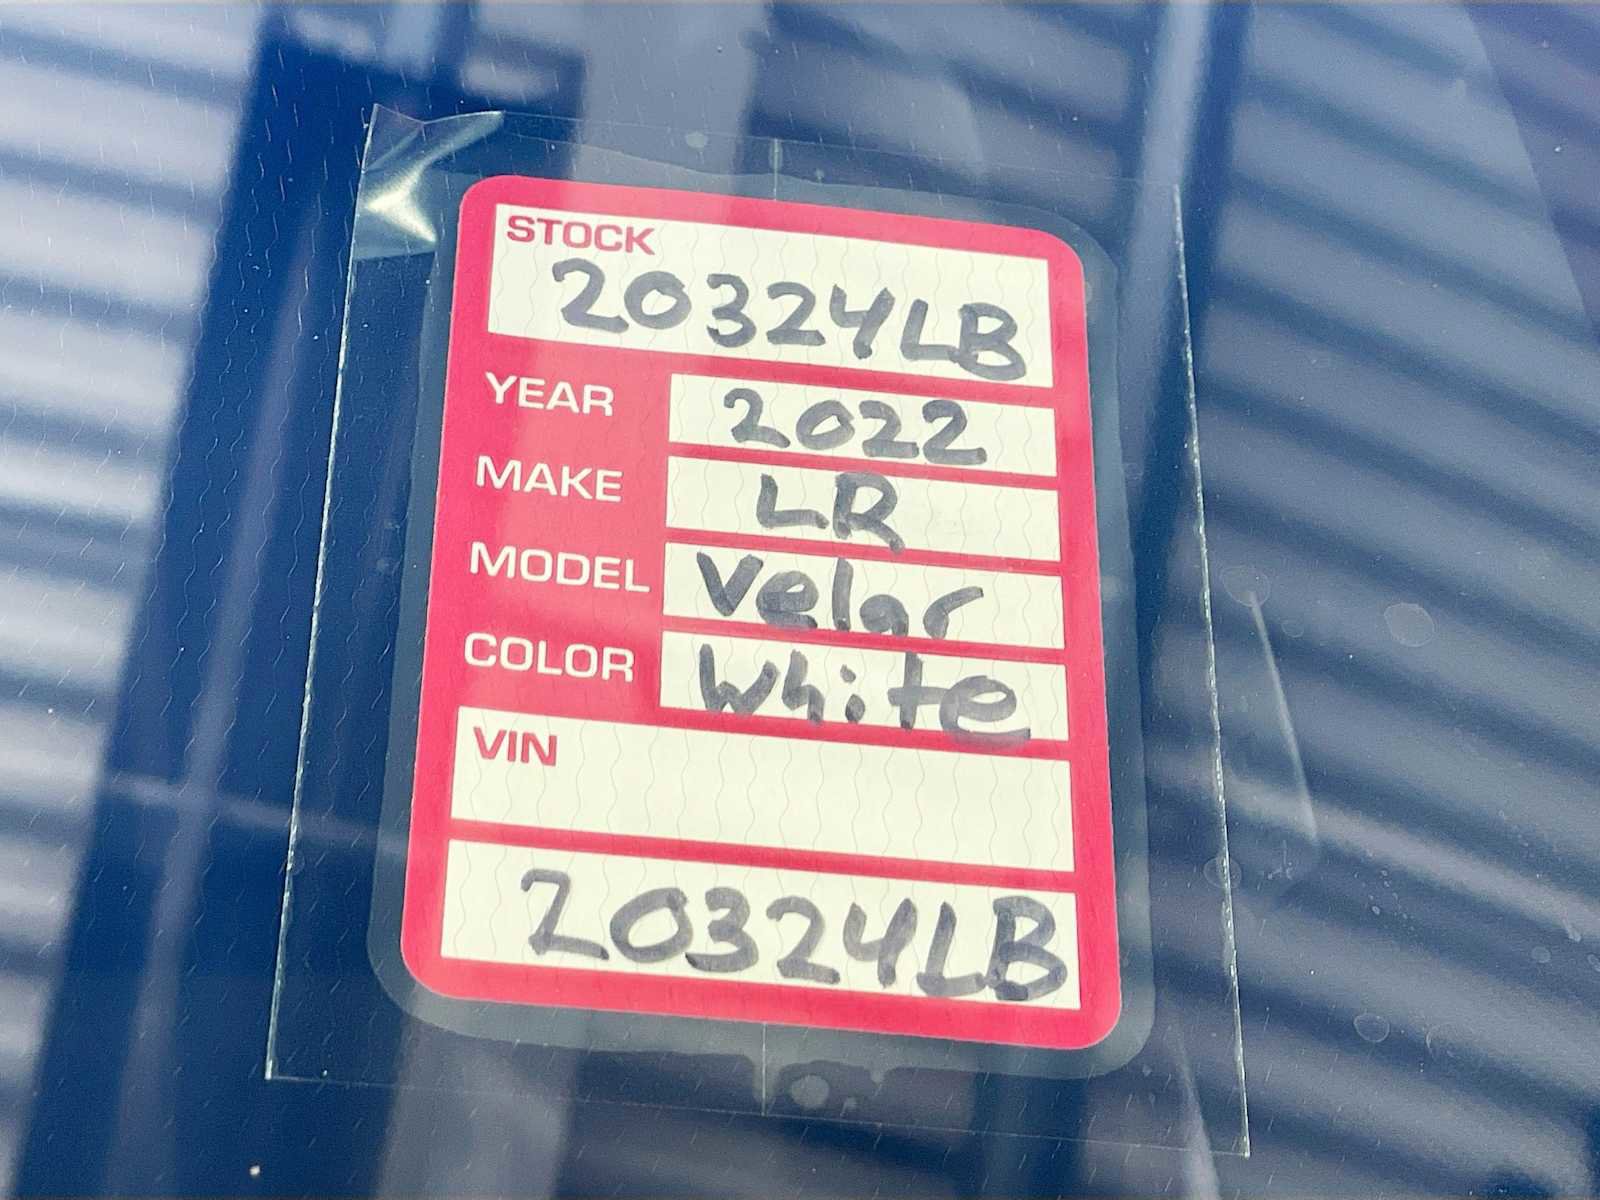 STOCK
20324LB
YEAR 2022
MAKE LR
MODEL Velar
COLOR White
VIN
20324LB